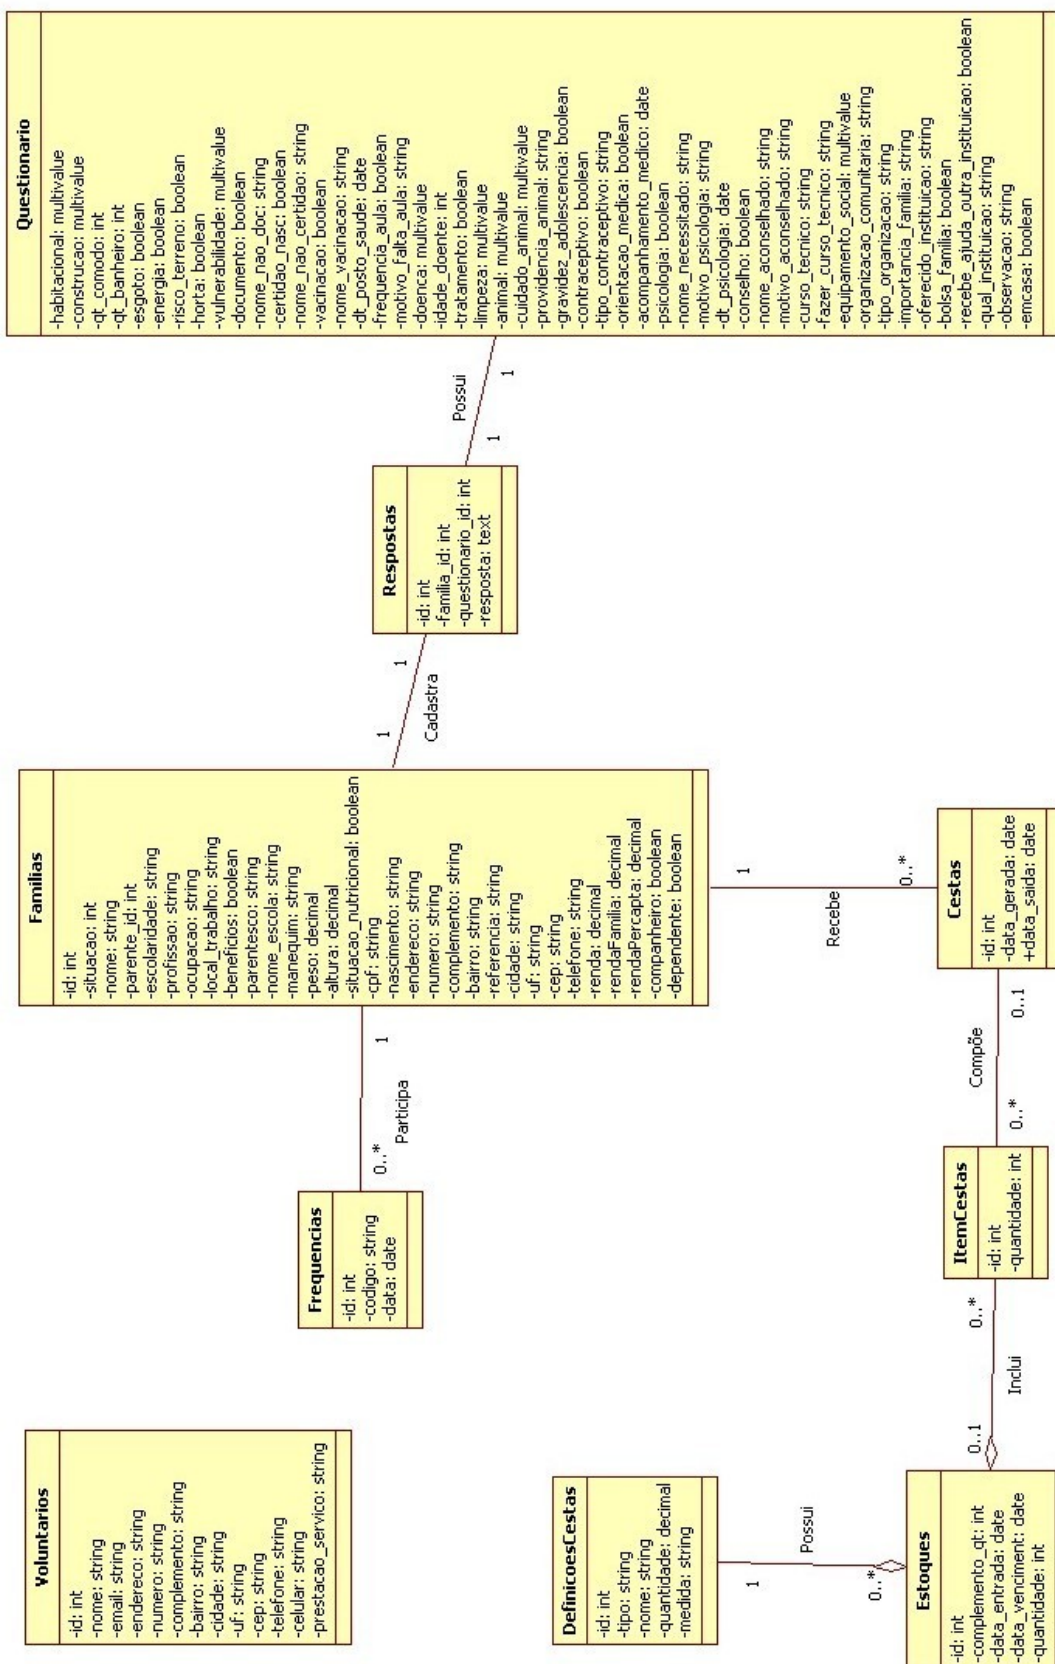 Voluntarios
-id: int
-nome: string
-email: string
-endereco: string
-numero: string
-complemento: string
-bairro: string
-cidade: string
-uf: string
-cep: string
-telefone: string
-celular: string
-prestacao_servico: string
Frequencias
-id: int
-codigo: string
-data: date
0..*
Participa
1
Familias
-id: int
-situacao: int
-nome: string
-parente_id: int
-escolaridade: string
-profissao: string
-ocupacao: string
-local_trabalho: string
-beneficios: boolean
-parentesco: string
-nome_escola: string
-manequim: string
-peso: decimal
-altura: decimal
-situacao_nutricional: boolean
-cpf: string
-nascimento: string
-endereco: string
-numero: string
-complemento: string
-bairro: string
-referencia: string
-cidade: string
-uf: string
-cep: string
-telefone: string
-renda: decimal
-rendaFamilia: decimal
-rendaPercapta: decimal
-companheiro: boolean
-dependente: boolean
1
Cadastra
1
Respostas
-id: int
-familia_id: int
-questionario_id: int
-resposta: text
1
Possui
1
Questionario
-habitacional: multivalue
-construcao: multivalue
-qt_comodo: int
-qt_banheiro: int
-esgoto: boolean
-energia: boolean
-risco_terreno: boolean
-horta: boolean
-vulnerabilidade: multivalue
-documento: boolean
-nome_nao_doc: string
-certidao_nasc: boolean
-nome_nao_certidao: string
-vacinacao: boolean
-nome_vacinacao: string
-dt_posto_saude: date
-frequencia_aula: boolean
-motivo_falta_aula: string
-doenca: multivalue
-idade_doente: int
-tratamento: boolean
-limpeza: multivalue
-animal: multivalue
-cuidado_animal: multivalue
-providencia_animal: string
-gravidez_adolescencia: boolean
-contraceptivo: boolean
-tipo_contraceptivo: string
-orientacao_medica: boolean
-acompanhamento_medico: date
-psicologia: boolean
-nome_necessitado: string
-motivo_psicologia: string
-dt_psicologia: date
-conselho: boolean
-nome_aconselhado: string
-motivo_aconselhado: string
-curso_tecnico: string
-fazer_curso_tecnico: string
-equipamento_social: multivalue
-organizacao_comunitaria: string
-tipo_organizacao: string
-importancia_familia: string
-oferecido_instituicao: string
-bolsa_familia: boolean
-recebe_ajuda_outra_instituicao: boolean
-qual_instituicao: string
-observacao: string
-emcasa: boolean
DefinicoesCestas
-id: int
-tipo: string
-nome: string
-quantidade: decimal
-medida: string
1
Possui
0..*
Estoques
-id: int
-complemento_qt: int
-data_entrada: date
-data_venciment: date
-quantidade: int
0..1
Inclui
0..*
ItemCestas
-id: int
-quantidade: int
0..*
Compõe
0..1
Cestas
-id: int
-data_gerada: date
+data_saida: date
1
Recebe
0..*